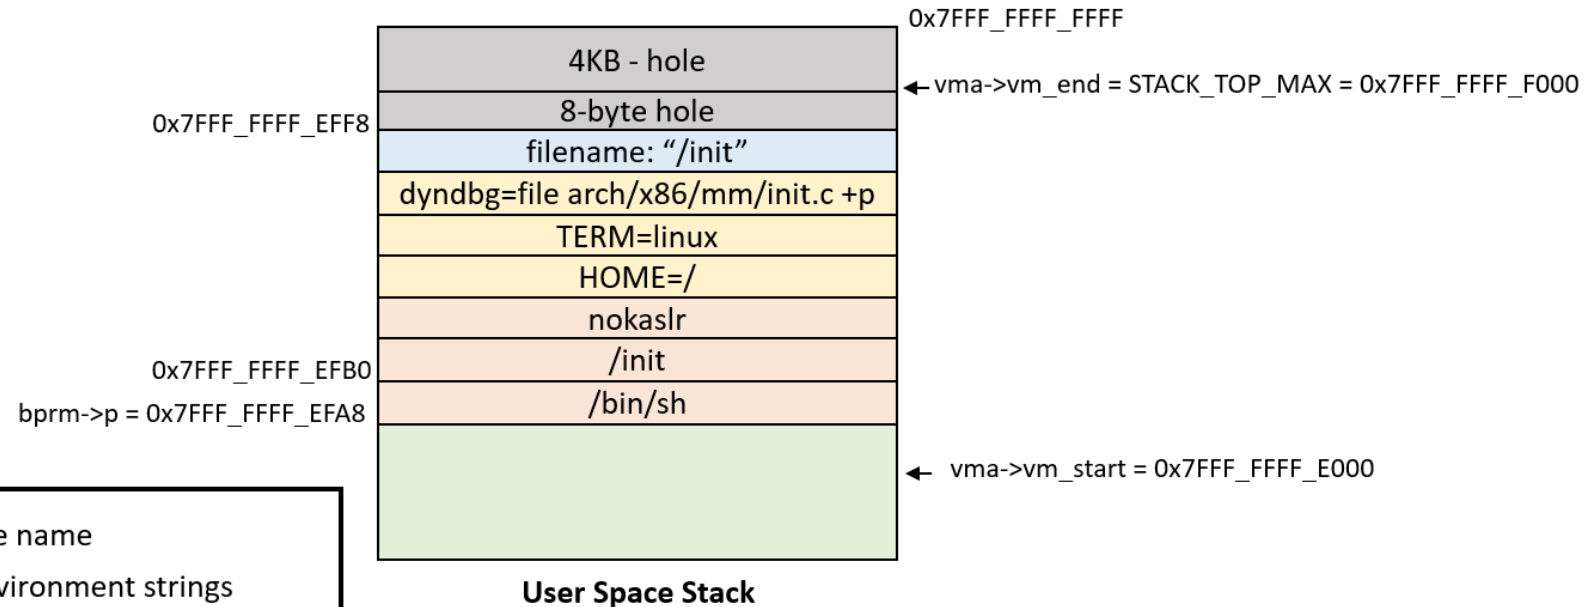 0x7FFF_FFFF_FFFF
4KB - hole
vma->vm_end = STACK_TOP_MAX = 0x7FFF_FFFF_F000
8-byte hole
0x7FFF_FFFF_EFF8
filename: “/init”
dyndbg=file arch/x86/mm/init.c +p
TERM=linux
HOME=/
nokaslr
/init
0x7FFF_FFFF_EFB0
/bin/sh
bprm->p = 0x7FFF_FFFF_EFA8
vma->vm_start = 0x7FFF_FFFF_E000
name
strings
User Space Stack